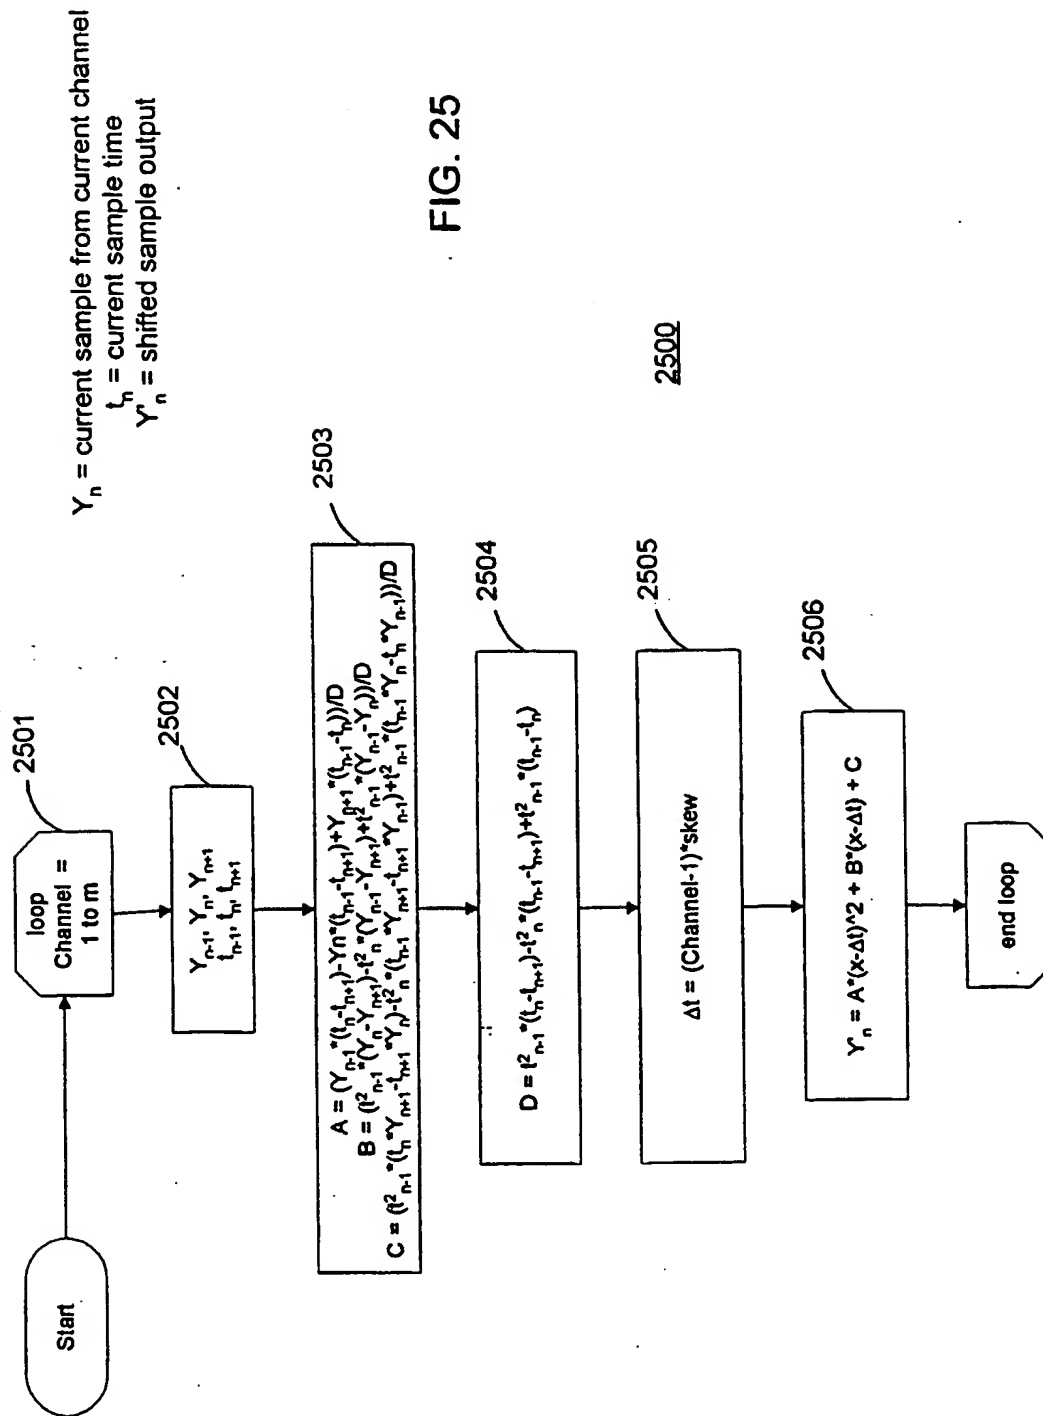 Start
loop
Channel =
1 to m
2501
Y_{n-1}, Y_n, Y_{n+1}
t_{n-1}, t_n, t_{n+1}
2502
A = (Y_{n-1}*(t_n-t_{n+1})-Yn*(t_{n-1}-t_{n+1})+Y_{n+1}*(t_{n-1}-t_n))/D
B = (t²_{n-1}*(Y_n-Y_{n+1})-t²_n*(Y_{n-1}-Y_{n+1})+t²_{n-1}*(Y_{n-1}-Y_n))/D
C = (t²_{n-1}*(t_n*Y_{n+1}-t_{n+1}*Y_n)-t²_n*(t_{n-1}*Y_{n+1}-t_{n+1}*Y_{n-1})+t²_{n-1}*(t_{n-1}*Y_n-t_n*Y_{n-1}))/D
2503
D = t²_{n-1}*(t_n-t_{n+1})-t²_n*(t_{n-1}-t_{n+1})+t²_{n-1}*(t_{n-1}-t_n)
2504
Δt = (Channel-1)*skew
2505
Y'_n = A*(x-Δt)^2 + B*(x-Δt) + C
2506
end loop
Y_n = current sample from current channel
t_n = current sample time
Y'_n = shifted sample output
2500
FIG. 25